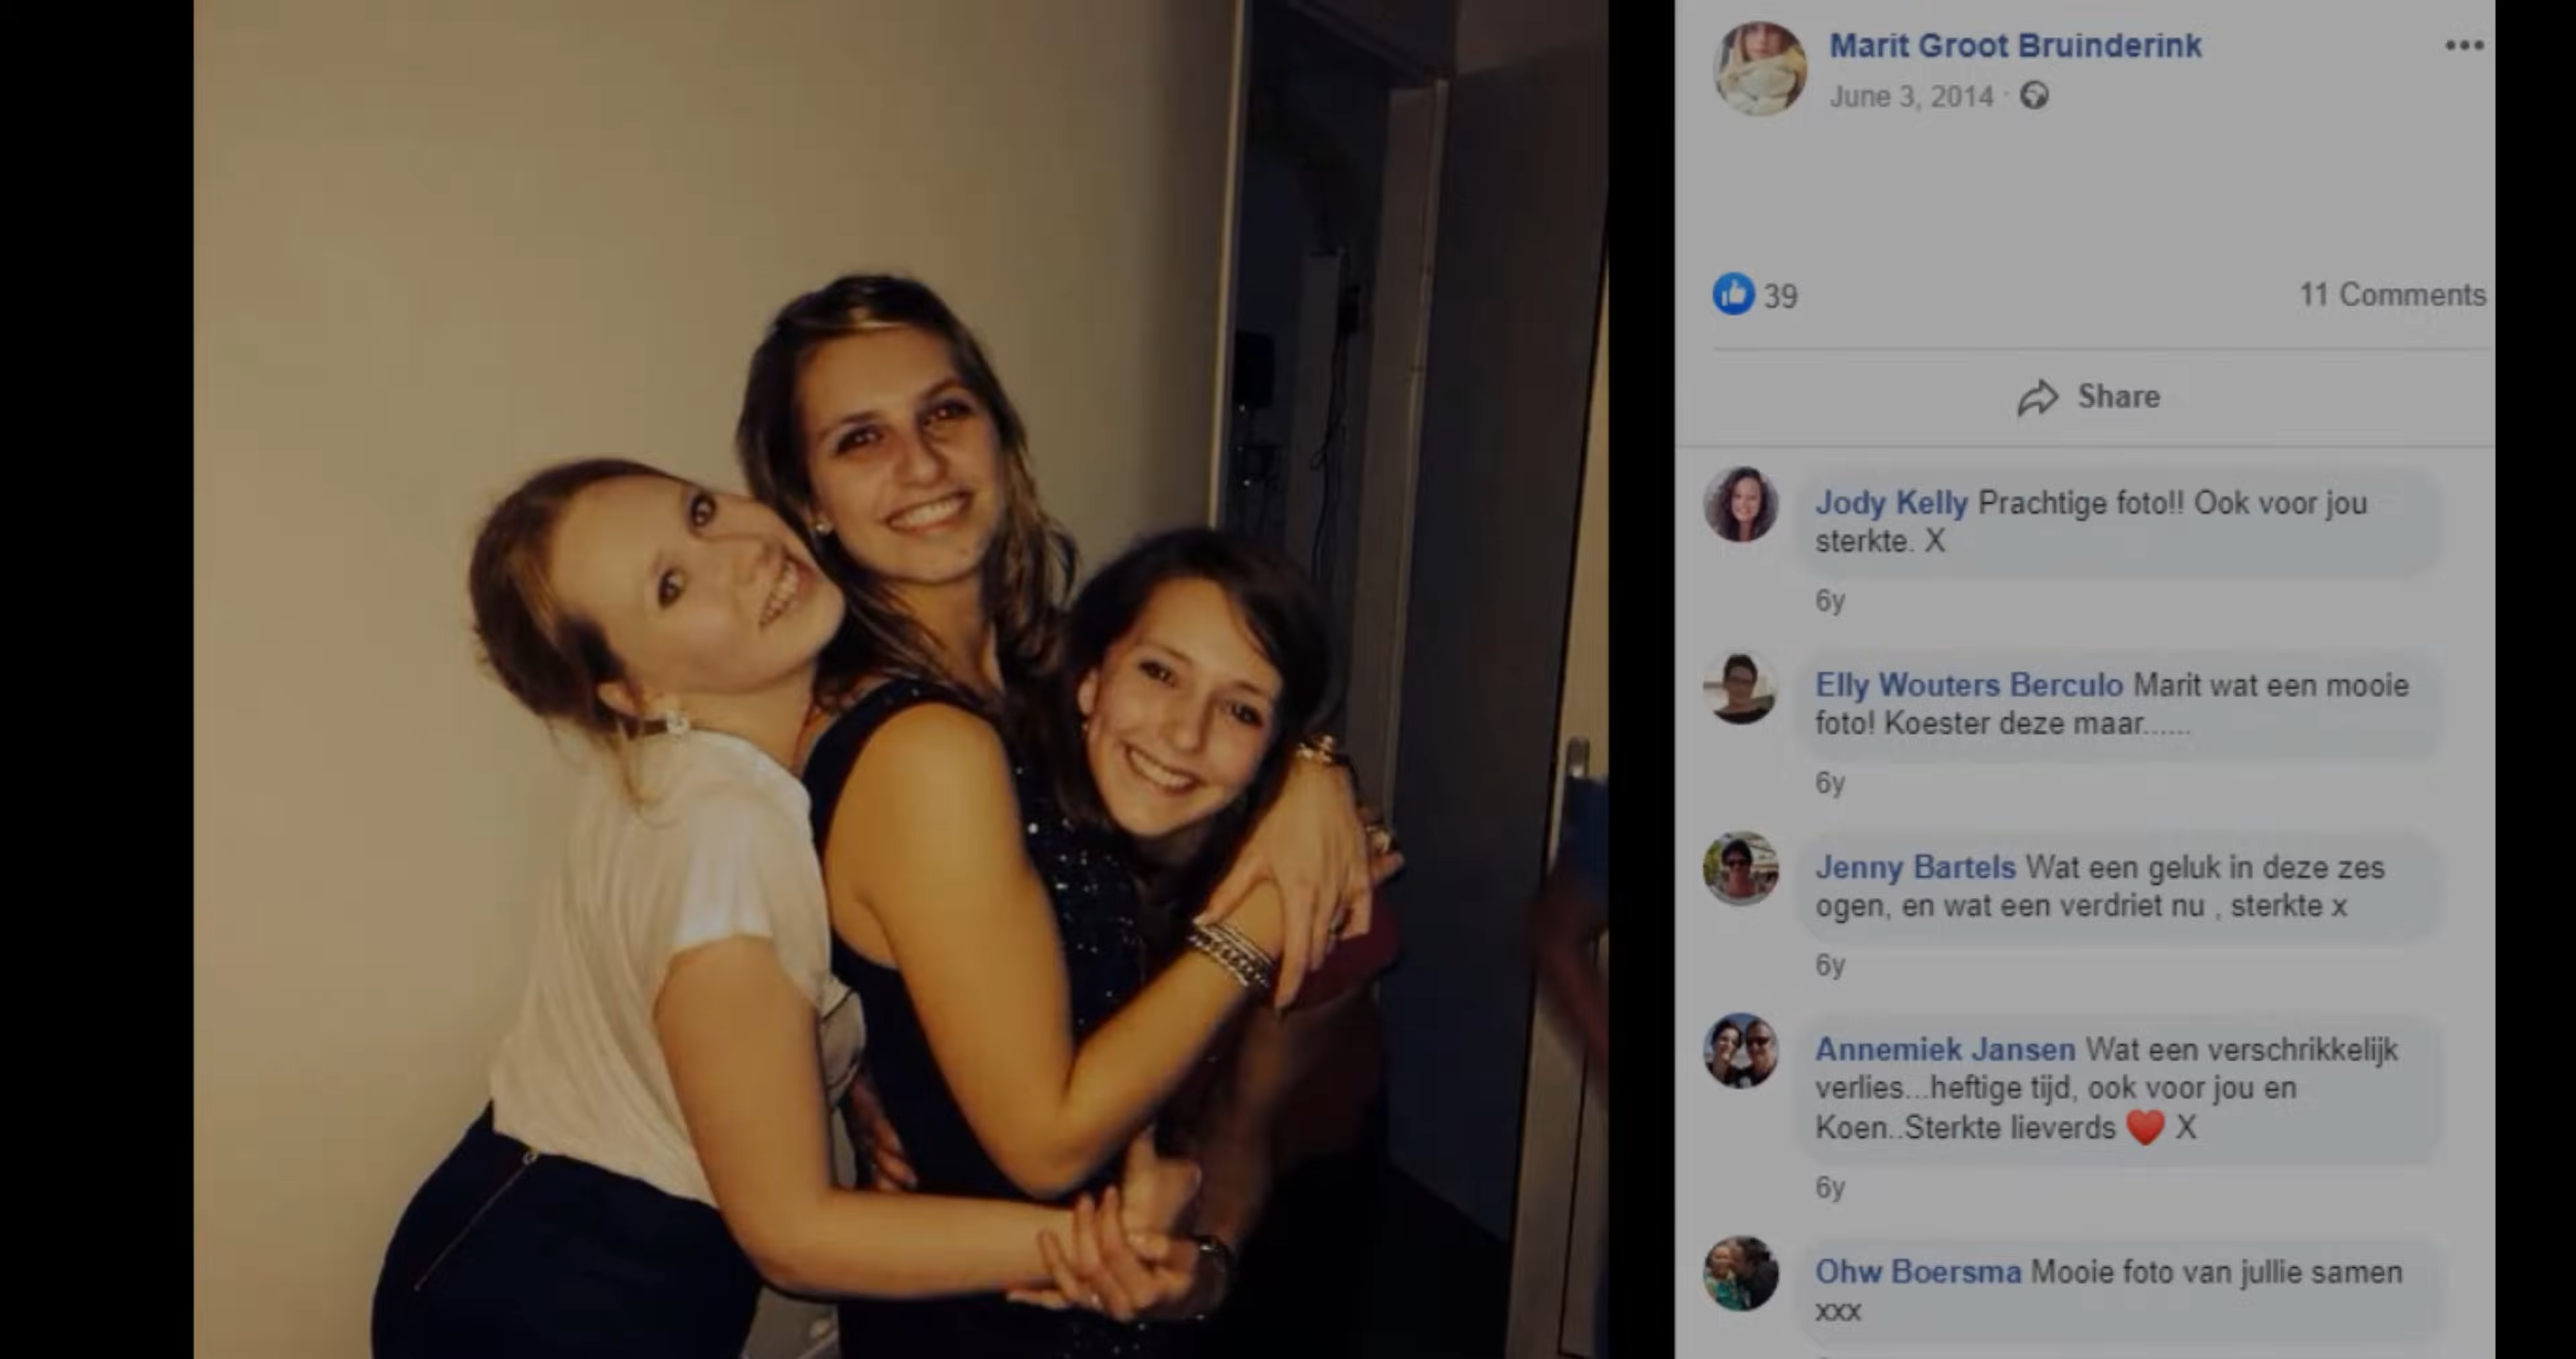 Marit Groot Bruinderink
June 3, 2014 ·
39
11 Comments
Share
Jody Kelly Prachtige foto!! Ook voor jou
sterkte. X
6y
Elly Wouters Berculo Marit wat een mooie
foto! Koester deze maar......
6y
Jenny Bartels Wat een geluk in deze zes
ogen, en wat een verdriet nu , sterkte x
6y
Annemiek Jansen Wat een verschrikkelijk
verlies...heftige tijd, ook voor jou en
Koen..Sterkte lieverds ❤️ X
6y
Ohw Boersma Mooie foto van jullie samen
xxx